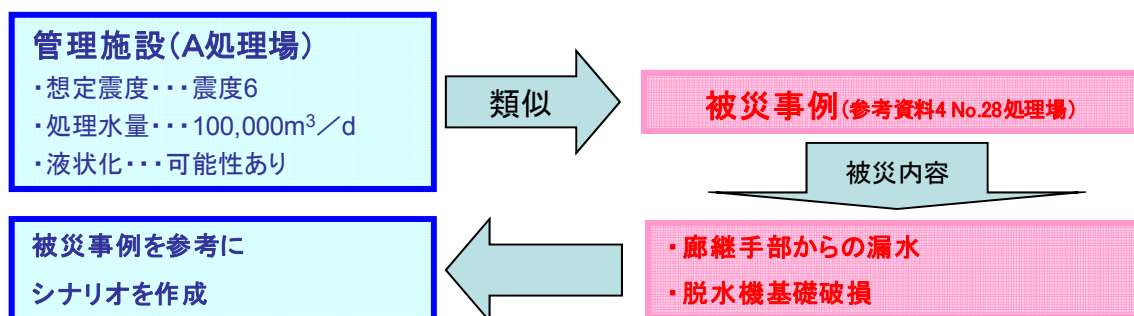 管理施設(A処理場)
・想定震度・・・震度6
・処理水量・・・100,000m³／d
・液状化・・・可能性あり
類似
被災事例(参考資料4 No.28処理場)
被災内容
・廊継手部からの漏水
・脱水機基礎破損
被災事例を参考に
シナリオを作成